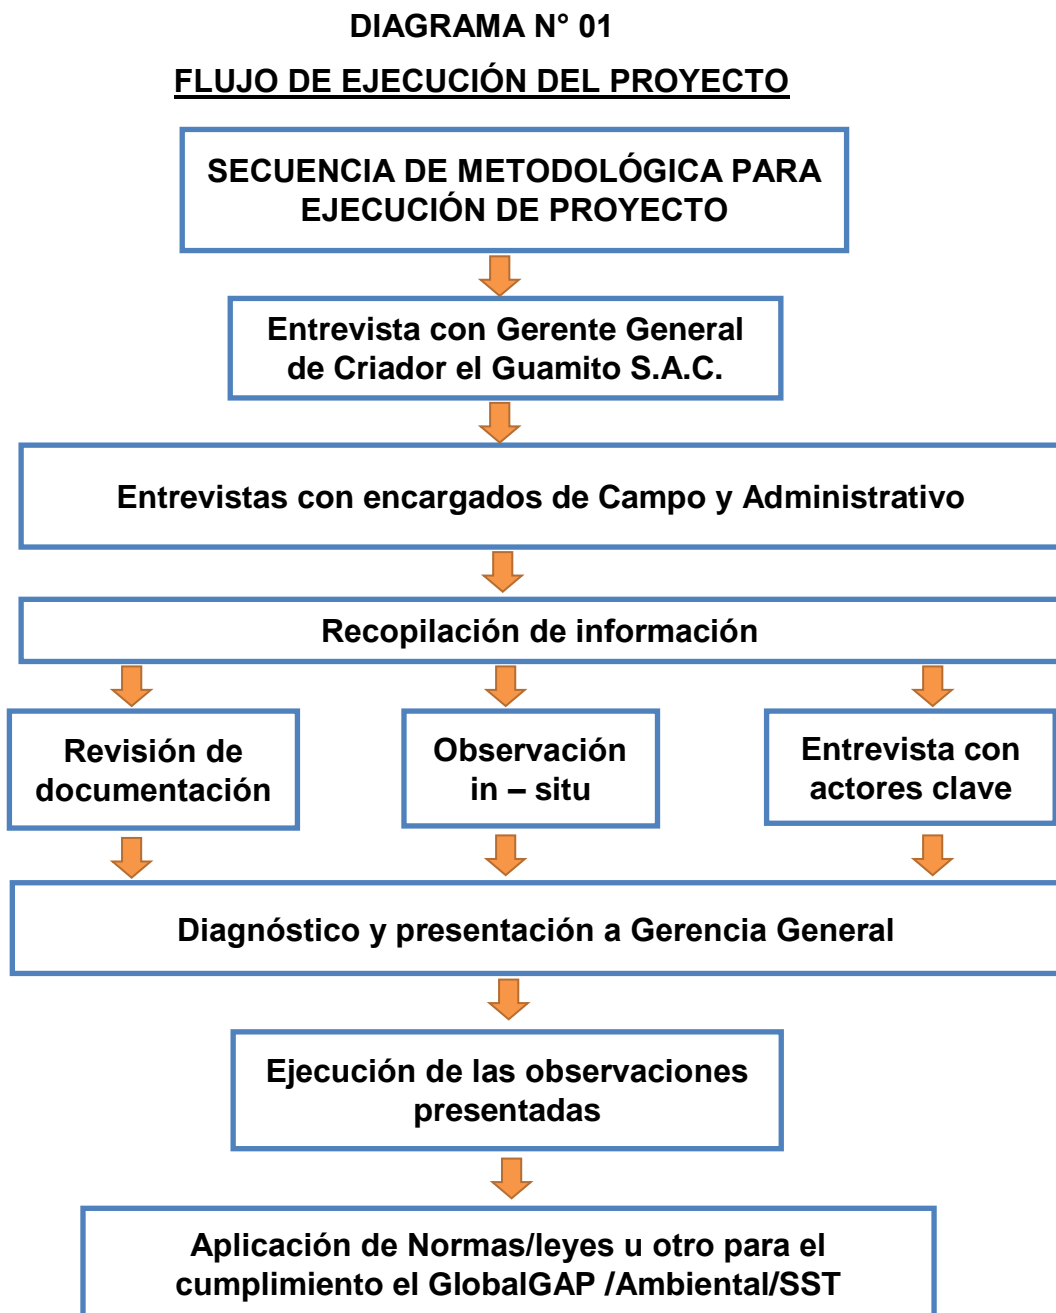 DIAGRAMA N° 01
FLUJO DE EJECUCIÓN DEL PROYECTO
SECUENCIA DE METODOLÓGICA PARA
EJECUCIÓN DE PROYECTO
Entrevista con Gerente General
de Criador el Guamito S.A.C.
Entrevistas con encargados de Campo y Administrativo
Recopilación de información
Revisión de
documentación
Observación
in – situ
Entrevista con
actores clave
Diagnóstico y presentación a Gerencia General
Ejecución de las observaciones
presentadas
Aplicación de Normas/leyes u otro para el
cumplimiento el GlobalGAP /Ambiental/SST